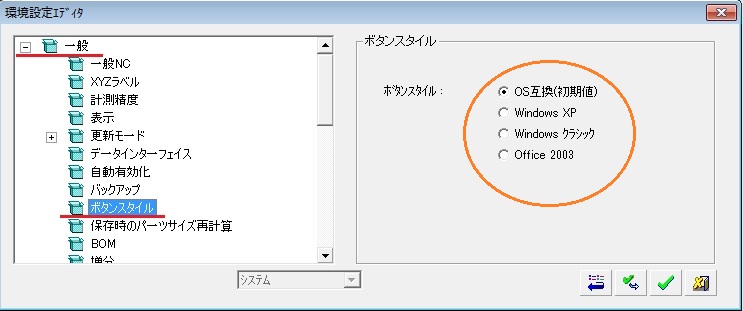 環境設定ｴﾃﾞｨﾀ
一般
一般NC
XYZラベル
計測精度
表示
更新モード
データインターフェイス
自動有効化
バックアップ
ボタンスタイル
保存時のパーツサイズ再計算
BOM
増分
ボタンスタイル
ﾎﾞﾀﾝｽﾀｲﾙ :
OS互換(初期値)
Windows XP
Windows ｸﾗｼｯｸ
Office 2003
ｼｽﾃﾑ